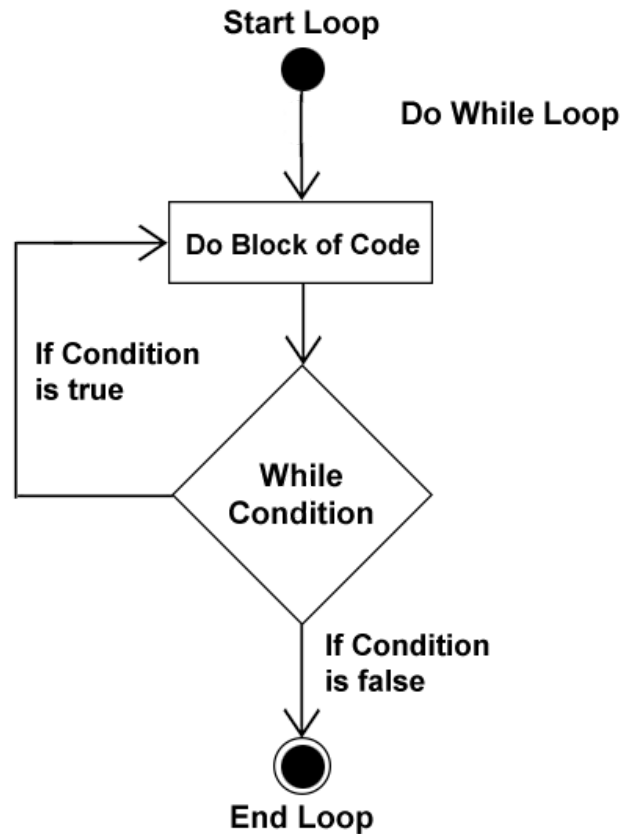 Start Loop
Do While Loop
Do Block of Code
If Condition
is true
While
Condition
If Condition
is false
End Loop